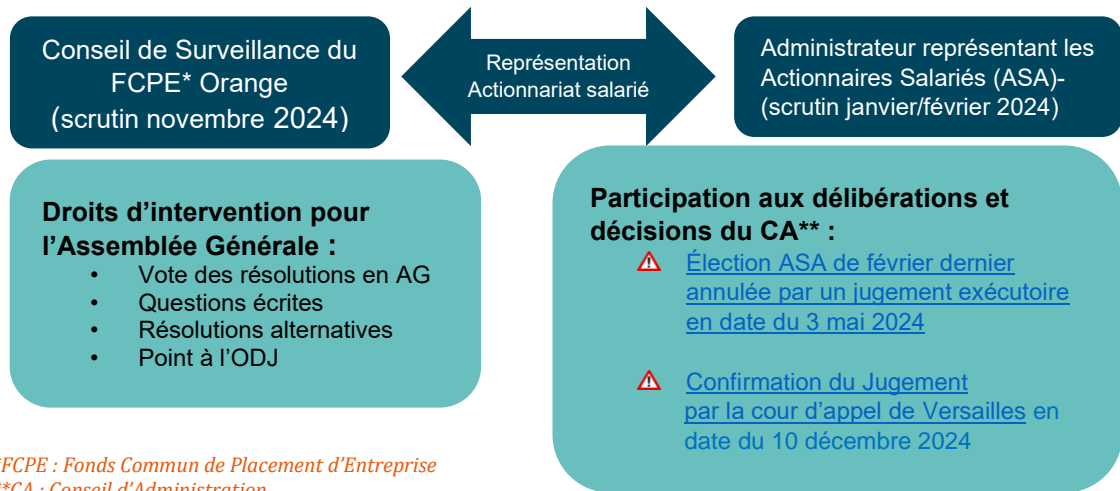 Conseil de Surveillance du
FCPE* Orange
(scrutin novembre 2024)
Représentation
Actionnariat salarié
Administrateur représentant les
Actionnaires Salariés (ASA)-
(scrutin janvier/février 2024)
Droits d’intervention pour
l’Assemblée Générale :
• Vote des résolutions en AG
• Questions écrites
• Résolutions alternatives
• Point à l’ODJ
Participation aux délibérations et
décisions du CA** :
Élection ASA de février dernier
annulée par un jugement exécutoire
en date du 3 mai 2024
Confirmation du Jugement
par la cour d’appel de Versailles en
date du 10 décembre 2024
*FCPE : Fonds Commun de Placement d’Entreprise
**CA : Conseil d’Administration